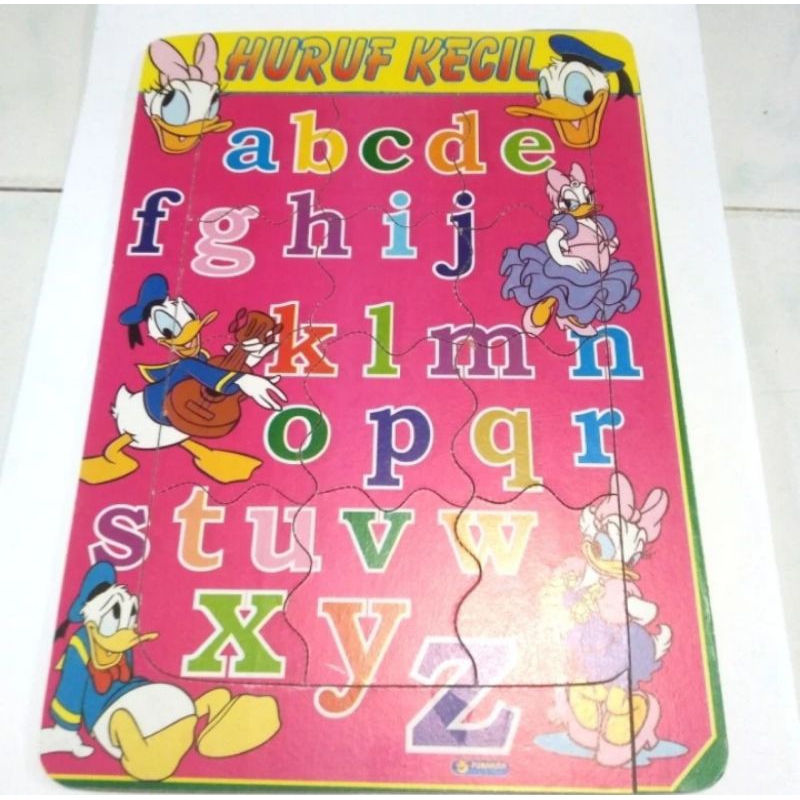 HURUF KECIL
a b c d e
f g h i j
k l m n
o p q r
s t u v w
x y z